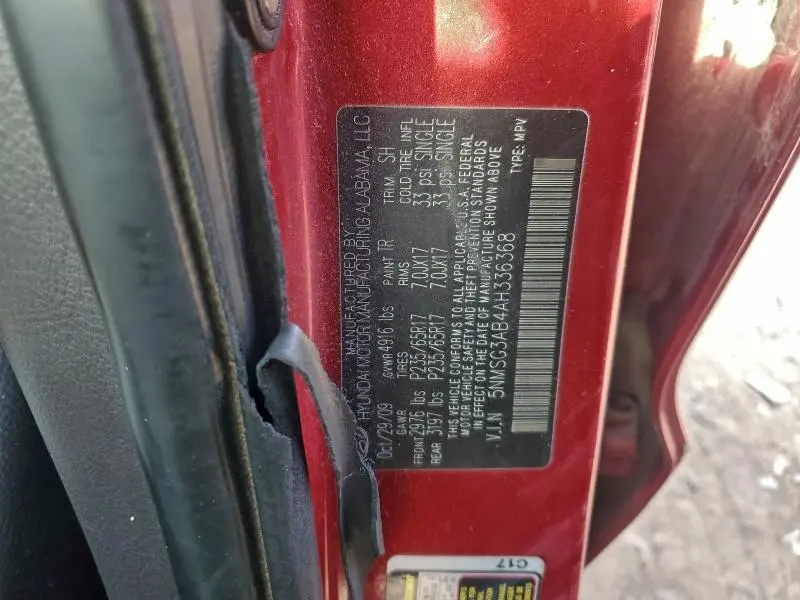 MANUFACTURED BY
HYUNDAI MOTOR MANUFACTURING ALABAMA, LLC
Oct/29/09 GVWR 4916 lbs PAINT TR TRIM SH
GAWR TIRES RIMS COLD TIRE INFL
FRONT 2976 lbs P235/65R17 7.0JX17 33 psi SINGLE
REAR 3197 lbs P235/65R17 7.0JX17 33 psi SINGLE
THIS VEHICLE CONFORMS TO ALL APPLICABLE U.S.A. FEDERAL
MOTOR VEHICLE SAFETY AND THEFT PREVENTION STANDARDS
IN EFFECT ON THE DATE OF MANUFACTURE SHOWN ABOVE
V.I.N 5NMSG3AB4AH336368 TYPE: MPV
C17